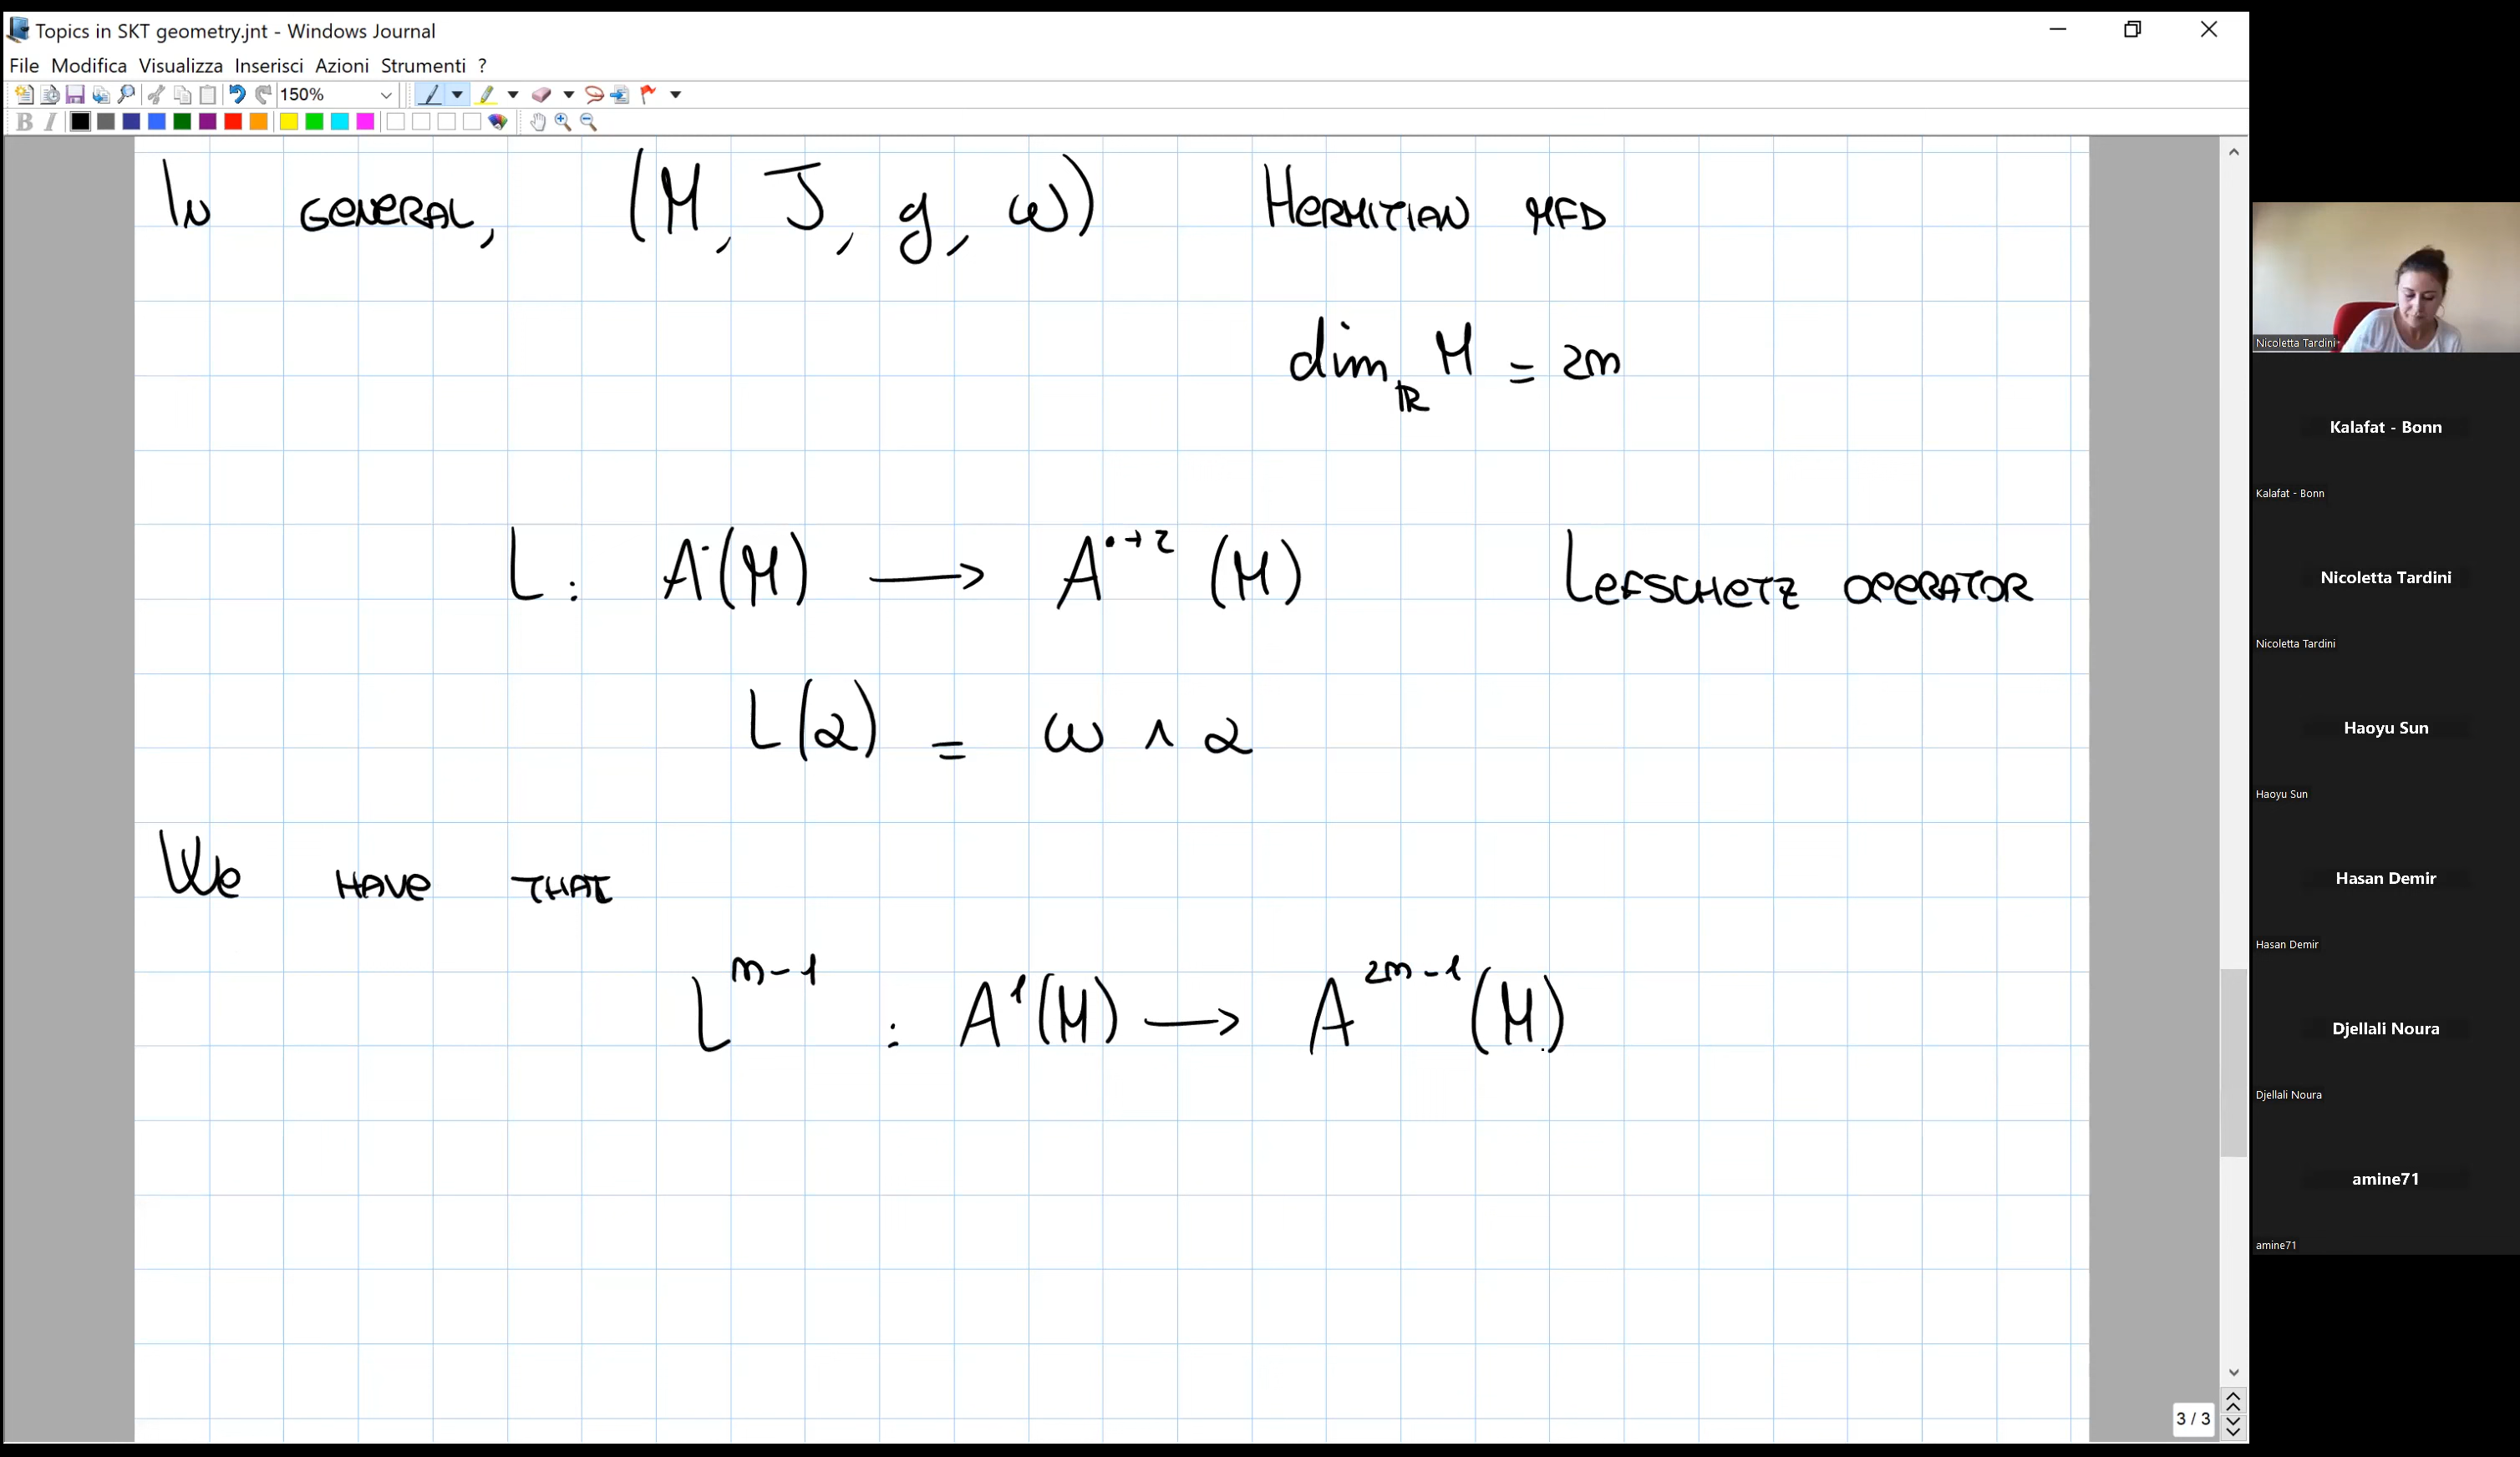 Topics in SKT geometry.jnt - Windows Journal
File Modifica Visualizza Inserisci Azioni Strumenti ?
150%
B I
IN GENERAL, (M, J, g, ω) HERMITIAN MFD
dim_ℝ M = 2n
L: A^•(M) ⟶ A^{•+2}(M) LEFSCHETZ OPERATOR
L(α) = ω ∧ α
WE HAVE THAT
L^{n-1} : A^1(M) ⟶ A^{2n-1}(M)
3 / 3
Nicoletta Tardini
Kalafat - Bonn
Kalafat - Bonn
Nicoletta Tardini
Nicoletta Tardini
Haoyu Sun
Haoyu Sun
Hasan Demir
Hasan Demir
Djellali Noura
Djellali Noura
amine71
amine71